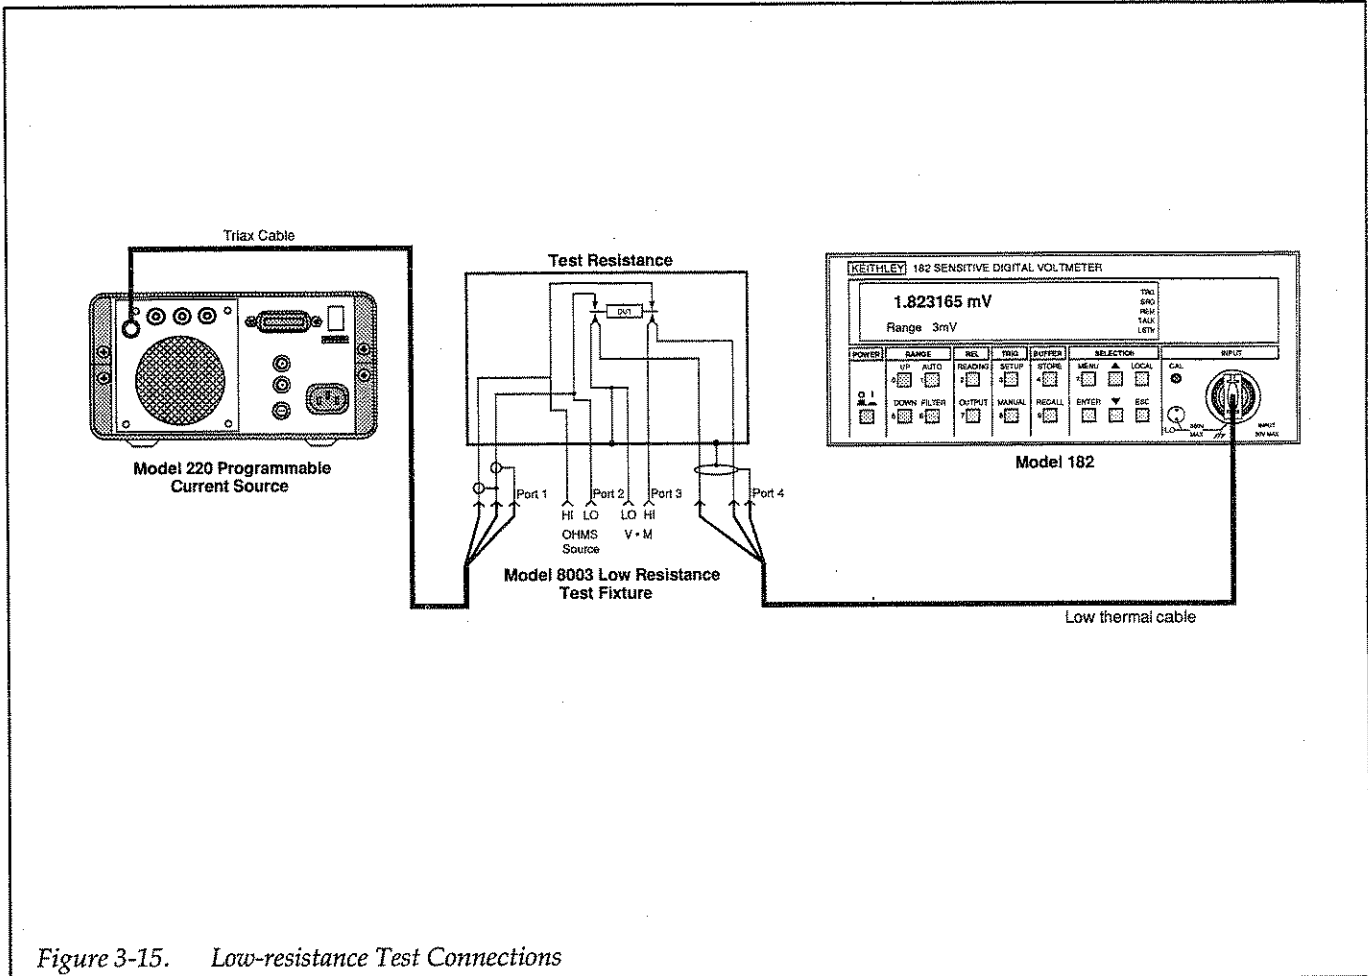 Triax Cable
Model 220 Programmable
Current Source
Test Resistance
DUT
Port 1
Port 2
Port 3
Port 4
HI LO
LO HI
OHMS
Source
V • M
Model 8003 Low Resistance
Test Fixture
KEITHLEY 182 SENSITIVE DIGITAL VOLTMETER
1.823165 mV
Range 3mV
TRG
SRQ
REM
TALK
LSTN
POWER RANGE REL TRIG BUFFER SELECTION INPUT
UP AUTO READING SETUP STORE MENU ▲ LOCAL CAL
O I
DOWN FILTER OUTPUT MANUAL RECALL ENTER ▼ ESC
LO
MAX
INPUT
Model 182
Low thermal cable
Figure 3-15. Low-resistance Test Connections